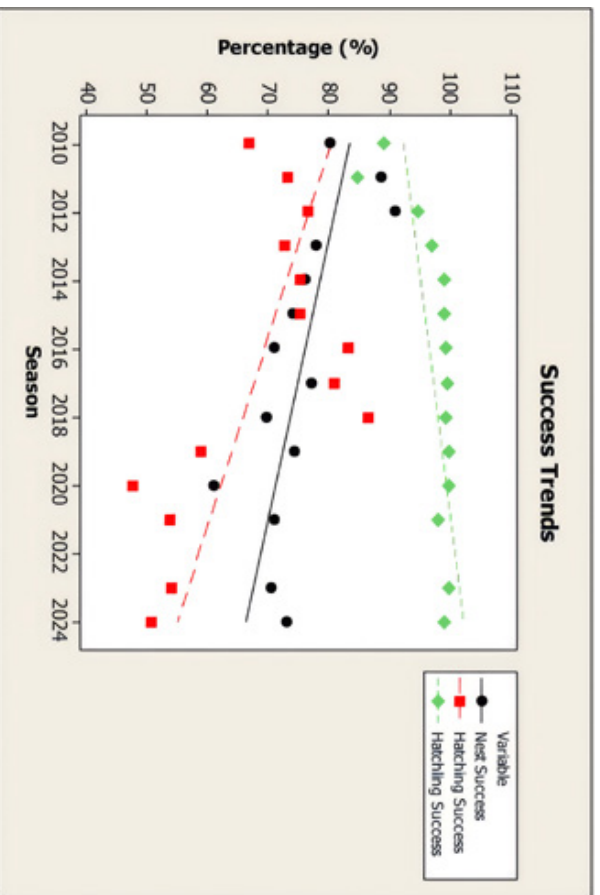 Success Trends
Percentage (%)
110
100
90
80
70
60
50
40
2010
2012
2014
2016
2018
2020
2022
2024
Season
Variable
Nest Success
Hatching Success
Hatchling Success